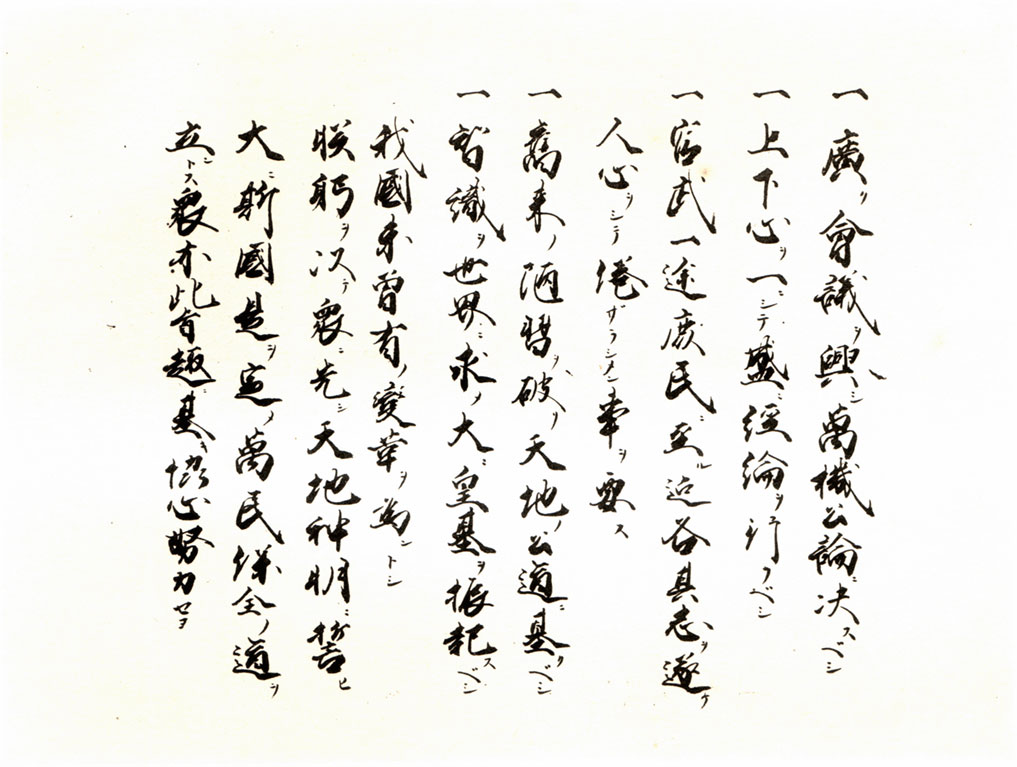 一 廣ク會議ヲ興シ萬機公論ニ決スベシ
一 上下心ヲ一ニシテ盛ニ經綸ヲ行フベシ
一 官武一途庶民ニ至ル迄各其志ヲ遂ケ
人心ヲシテ倦ザラシメン事ヲ要ス
一 舊来ノ陋習ヲ破リ天地ノ公道ニ基クベシ
一 智識ヲ世界ニ求メ大ニ皇基ヲ振起スベシ
我國未曾有ノ變革ヲ為ントシ
朕躬ヲ以テ衆ニ先シ天地神明ニ誓ヒ
大ニ斯國是ヲ定メ萬民保全ノ道ヲ
立ントス衆亦此旨趣ニ基キ協心努力セヨ